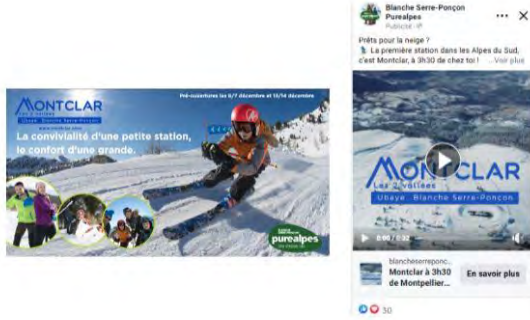 Pré-ouvertures les 6/7 décembre et 13/14 décembre
MONTCLAR
Les 2 vallées
Ubaye Blanche Serre-Ponçon
La convivialité d'une petite station,
le confort d'une grande.
purealpes
Blanche Serre-Ponçon
Purealpes
Publicité
Prêts pour la neige ?
La première station dans les Alpes du Sud,
c'est Montclar, à 3h30 de chez toi ! ... Voir plus
MONTCLAR
Les 2 vallées
Ubaye Blanche Serre-Ponçon
0:00 / 0:32
blancheserreponc...
Montclar à 3h30
de Montpellier...
En savoir plus
30